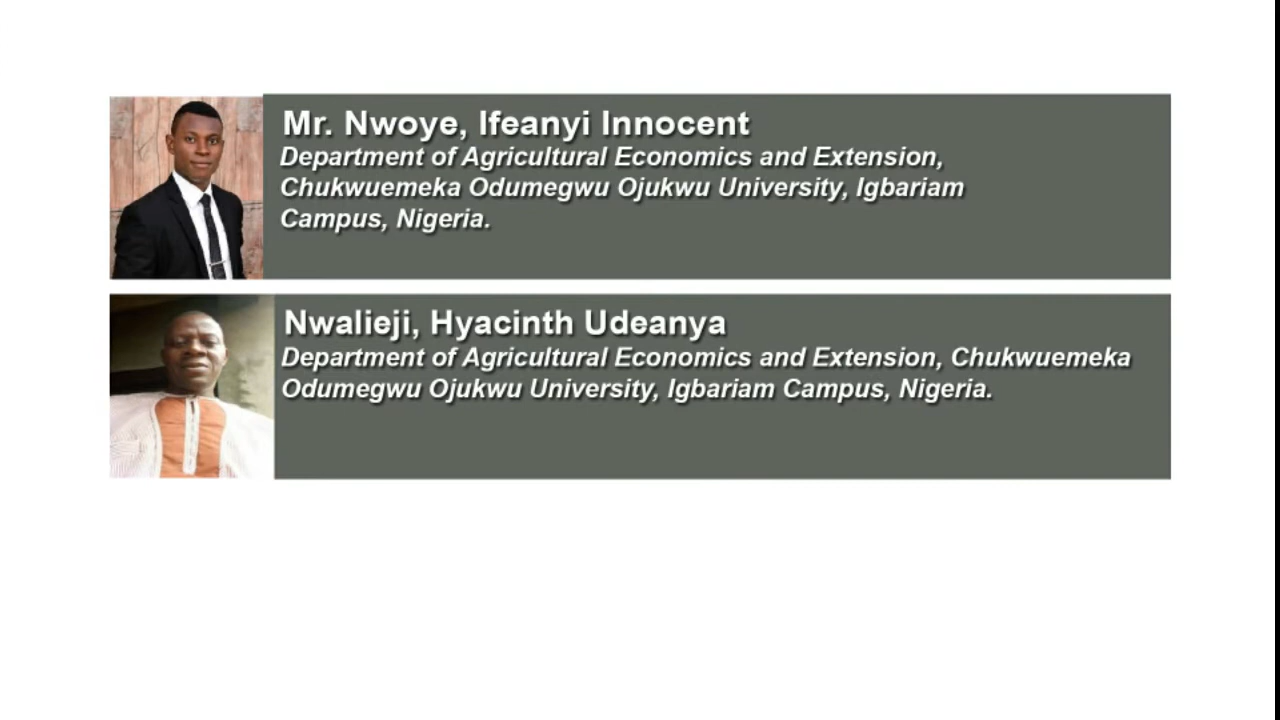 Mr. Nwoye, Ifeanyi Innocent
Department of Agricultural Economics and Extension,
Chukwuemeka Odumegwu Ojukwu University, Igbariam
Campus, Nigeria.
Nwalieji, Hyacinth Udeanya
Department of Agricultural Economics and Extension, Chukwuemeka
Odumegwu Ojukwu University, Igbariam Campus, Nigeria.